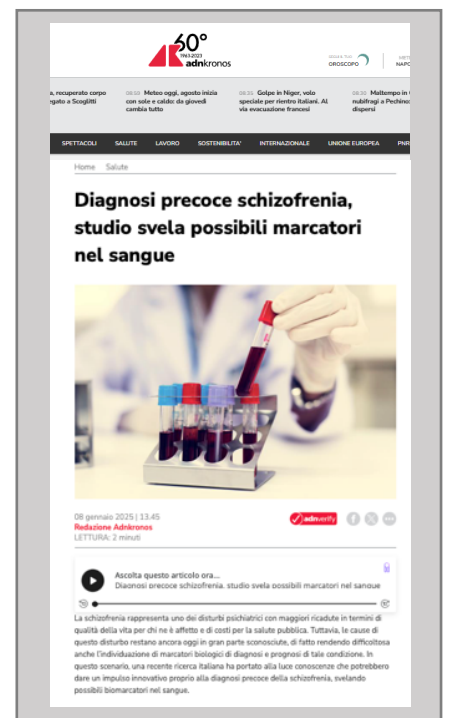 60°
1963-2023
adnkronos
OROSCOPO
METEO
NAPO
a, recuperato corpo
egato a Scoglitti
08:50 Meteo oggi, agosto inizia
con sole e caldo: da giovedì
cambia tutto
Golpe in Niger, volo
speciale per rientro italiani. Al
via evacuazione francesi
08:30 Maltempo in
nubifragi a Pechino:
dispersi
SPETTACOLI SALUTE LAVORO SOSTENIBILITA' INTERNAZIONALE UNIONE EUROPEA PNR
Home Salute
Diagnosi precoce schizofrenia,
studio svela possibili marcatori
nel sangue
08 gennaio 2025 | 13.45
Redazione Adnkronos
LETTURA: 2 minuti
adnverify
Ascolta questo articolo ora...
Diagnosi precoce schizofrenia, studio svela possibili marcatori nel sangue
La schizofrenia rappresenta uno dei disturbi psichiatrici con maggiori ricadute in termini di
qualità della vita per chi ne è affetto e di costi per la salute pubblica. Tuttavia, le cause di
questo disturbo restano ancora oggi in gran parte sconosciute, di fatto rendendo difficoltosa
anche l'individuazione di marcatori biologici di diagnosi e prognosi di tale condizione. In
questo scenario, una recente ricerca italiana ha portato alla luce conoscenze che potrebbero
dare un impulso innovativo proprio alla diagnosi precoce della schizofrenia, svelando
possibili biomarcatori nel sangue.